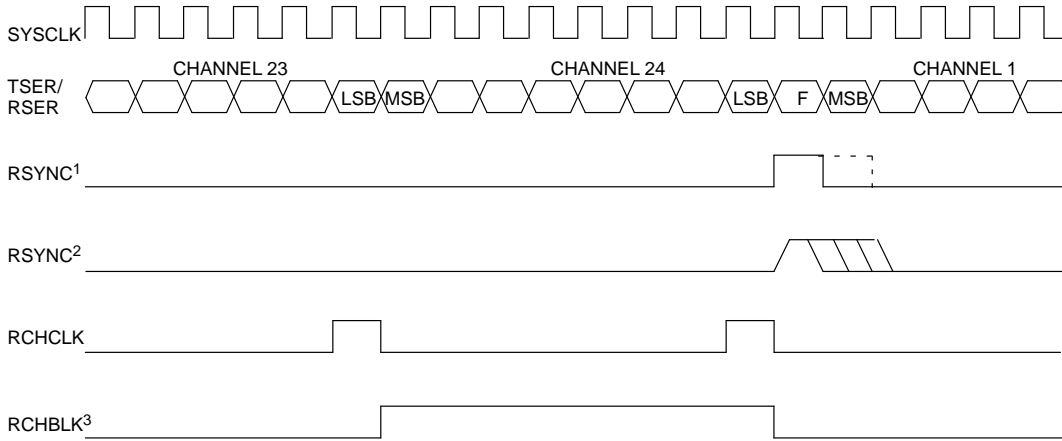 SYSCLK
CHANNEL 23 CHANNEL 24 CHANNEL 1
TSER/
RSER
LSB MSB LSB F MSB
RSYNC1
RSYNC2
RCHCLK
RCHBLK3